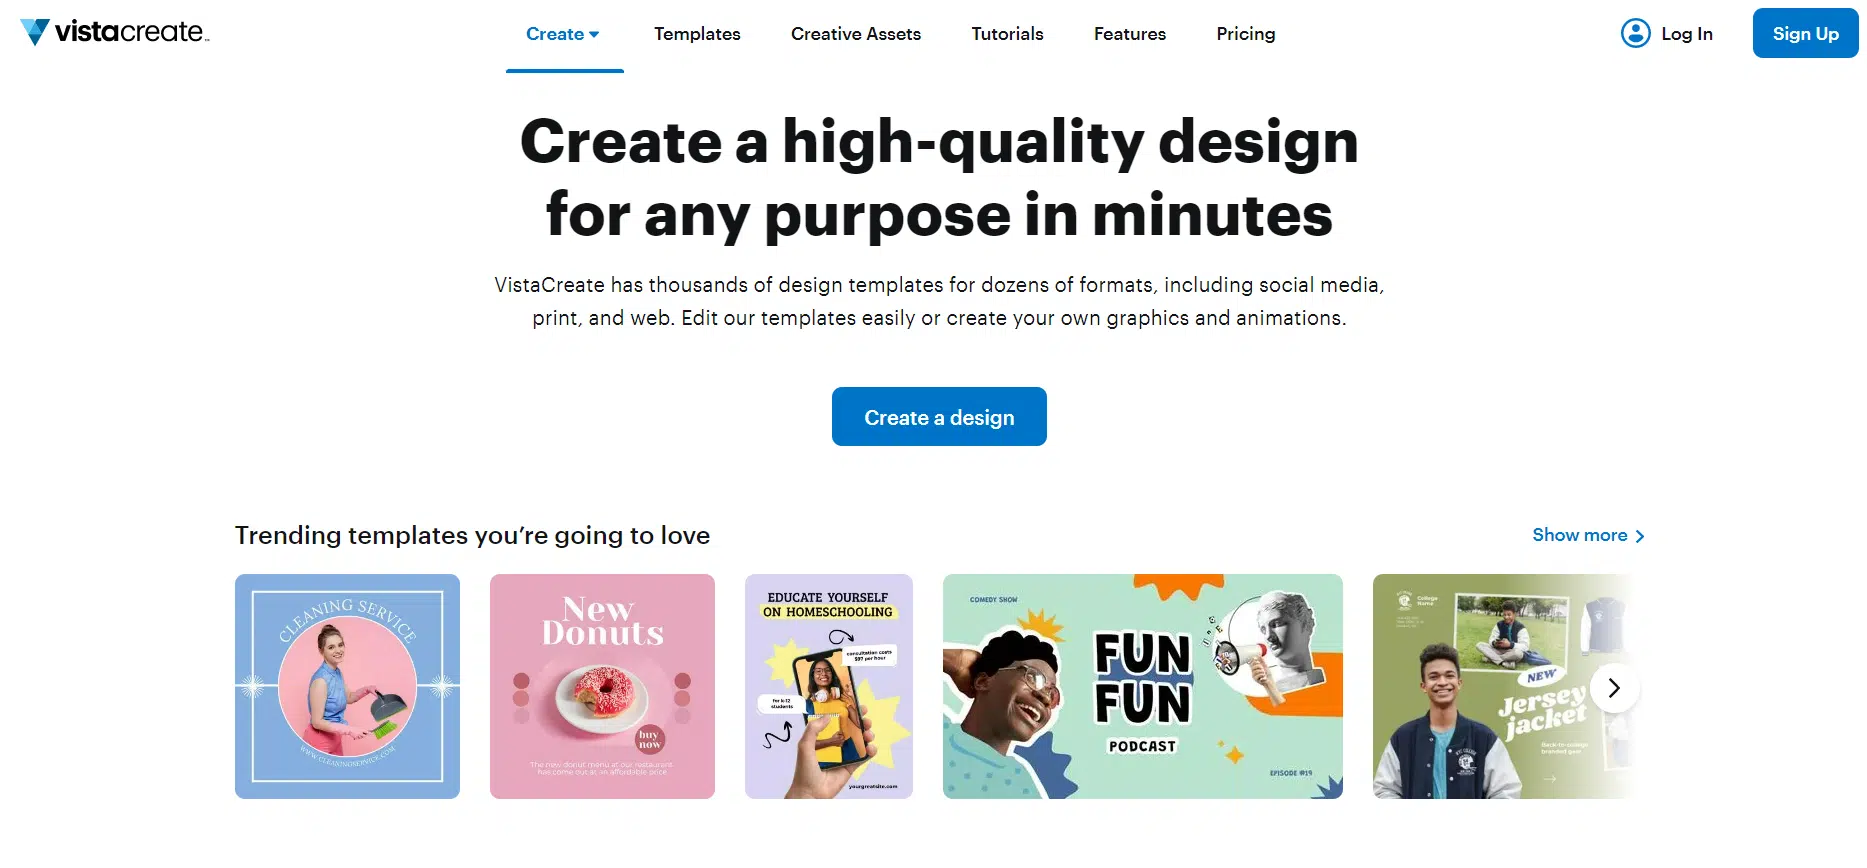 vistacreate
Create
Templates
Creative Assets
Tutorials
Features
Pricing
Log In
Sign Up
Create a high-quality design
for any purpose in minutes
VistaCreate has thousands of design templates for dozens of formats, including social media,
print, and web. Edit our templates easily or create your own graphics and animations.
Create a design
Trending templates you’re going to love
Show more
CLEANING SERVICE
WWW.CLEANINGSERVICE.COM
New
Donuts
buy
now
The new donut menu at our restaurant
has come out at an affordable price
EDUCATE YOURSELF
ON HOMESCHOOLING
consultation costs
$97 per hour
for k-12
students
yourgreatsite.com
COMEDY SHOW
FUN
FUN
PODCAST
EPISODE #19
College
Name
NEW
Jersey
jacket
Back-to-college
branded gear